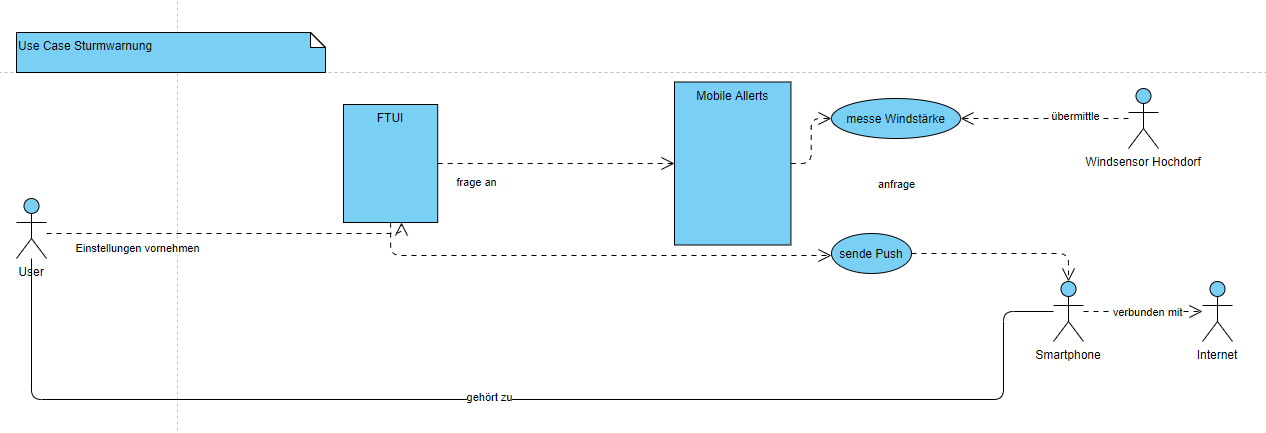 Use Case Sturmwarnung
Mobile Allerts
FTUI
messe Windstärke
übermittle
Windsensor Hochdorf
frage an
anfrage
Einstellungen vornehmen
sende Push
User
verbunden mit
Smartphone
Internet
gehört zu